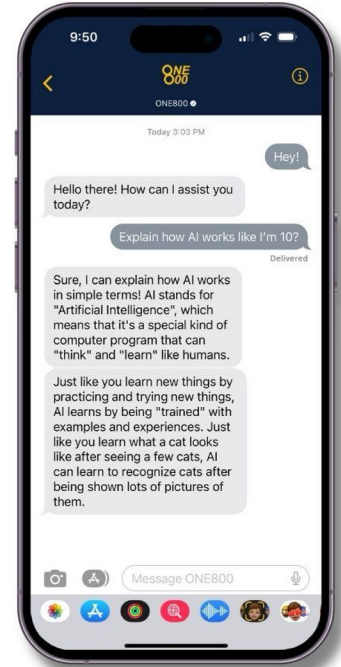 9:50
ONE
800
ONE800
Today 3:03 PM
Hey!
Hello there! How can I assist you
today?
Explain how AI works like I'm 10?
Delivered
Sure, I can explain how AI works
in simple terms! AI stands for
"Artificial Intelligence", which
means that it's a special kind of
computer program that can
"think" and "learn" like humans.
Just like you learn new things by
practicing and trying new things,
AI learns by being "trained" with
examples and experiences. Just
like you learn what a cat looks
like after seeing a few cats, AI
can learn to recognize cats after
being shown lots of pictures of
them.
Message ONE800